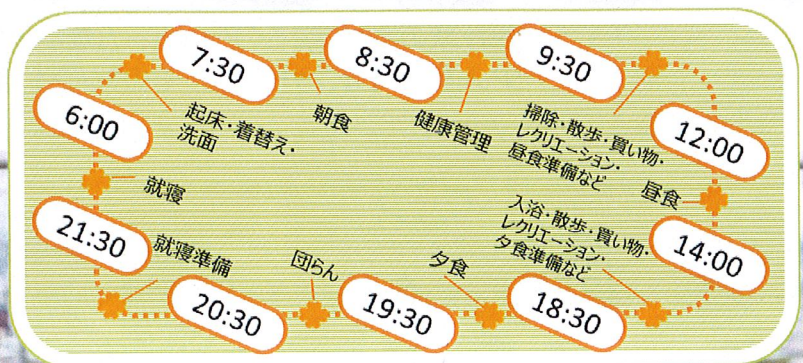 6:00
起床・着替え・
洗面
7:30
朝食
8:30
健康管理
9:30
掃除・散歩・買い物・
レクリエーション・
昼食準備など
12:00
昼食
14:00
入浴・散歩・買い物・
レクリエーション・
夕食準備など
18:30
夕食
19:30
団らん
20:30
就寝準備
21:30
就寝